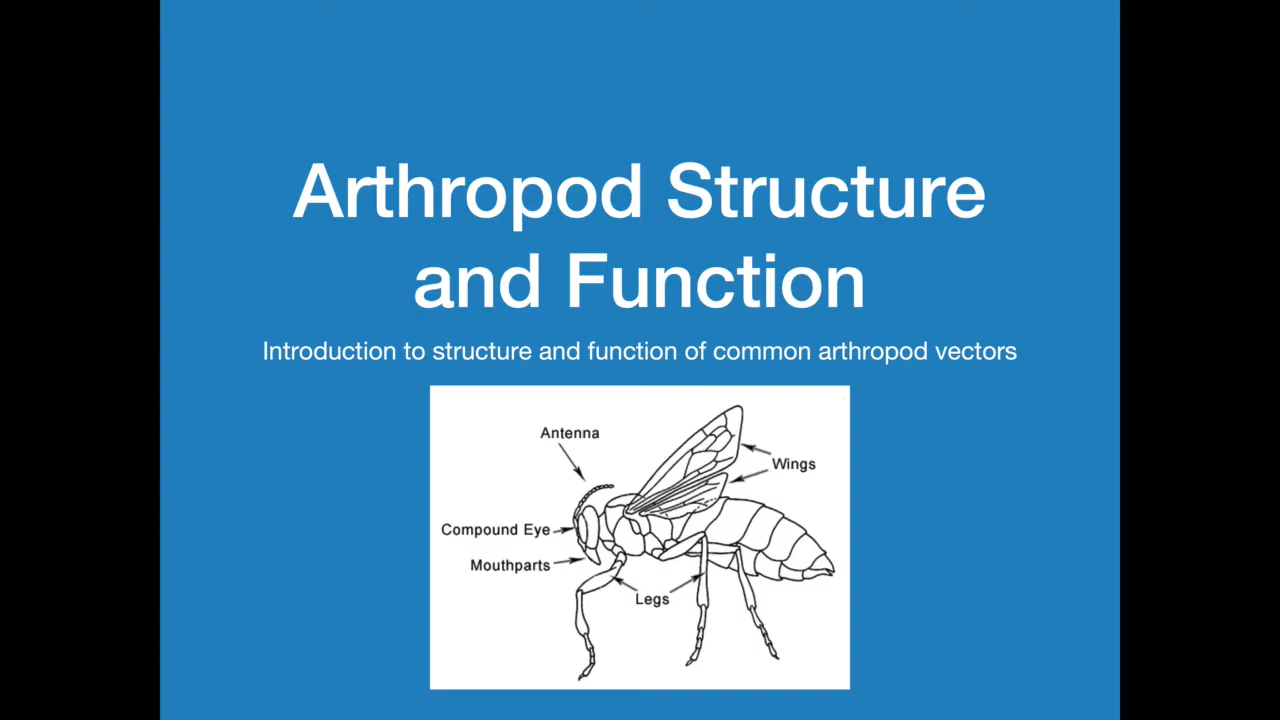 Arthropod Structure
and Function
Introduction to structure and function of common arthropod vectors
Antenna
Wings
Compound Eye
Mouthparts
Legs